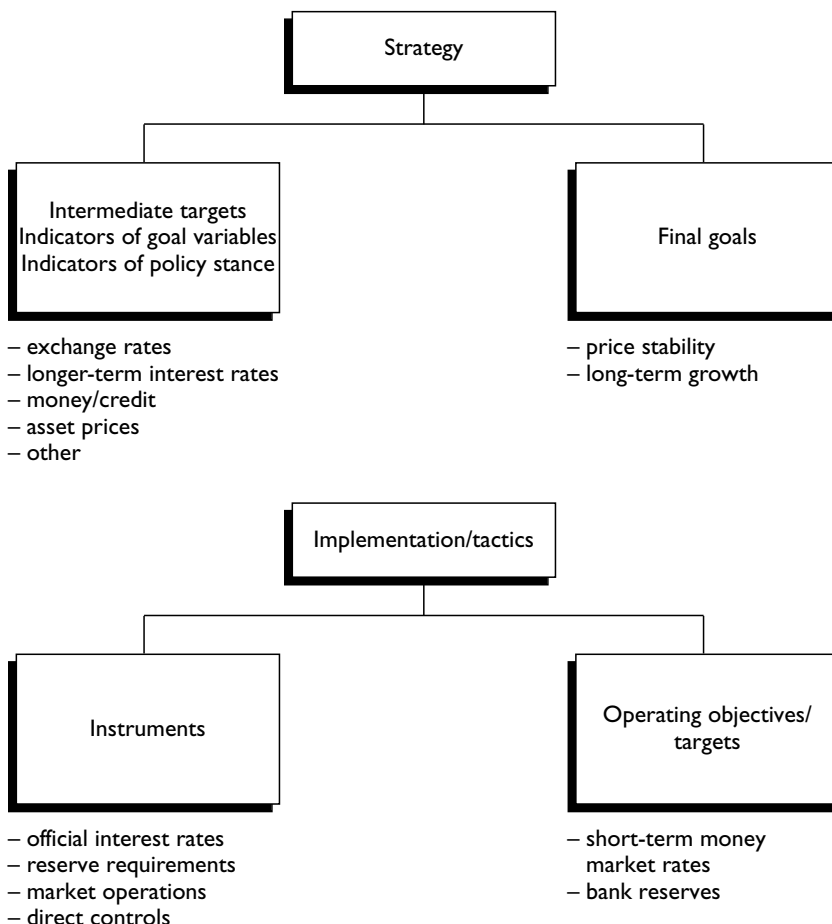 Strategy
Intermediate targets
Indicators of goal variables
Indicators of policy stance
– exchange rates
– longer-term interest rates
– money/credit
– asset prices
– other
Final goals
– price stability
– long-term growth
Implementation/tactics
Instruments
– official interest rates
– reserve requirements
– market operations
– direct controls
Operating objectives/
targets
– short-term money
market rates
– bank reserves